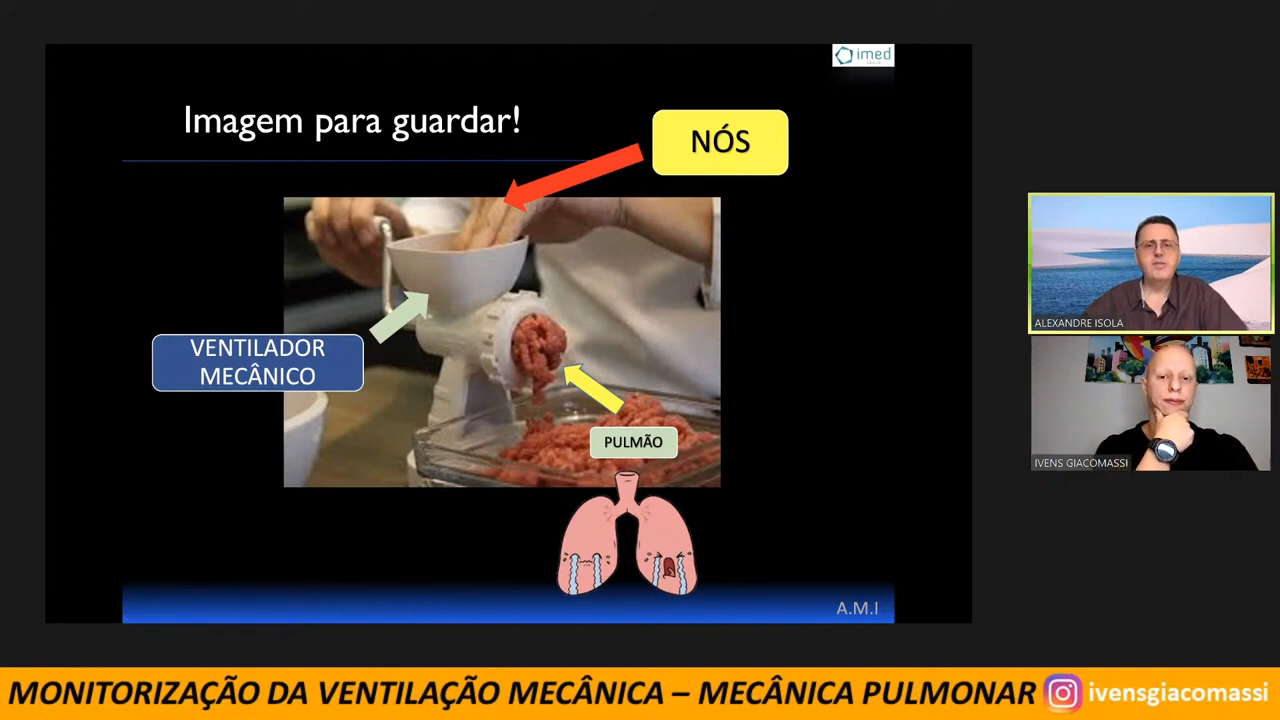 imed
Imagem para guardar!
NÓS
VENTILADOR
MECÂNICO
PULMÃO
A.M.I
ALEXANDRE ISOLA
IVENS GIACOMASSI
MONITORIZAÇÃO DA VENTILAÇÃO MECÂNICA – MECÂNICA PULMONAR ivensgiacomassi